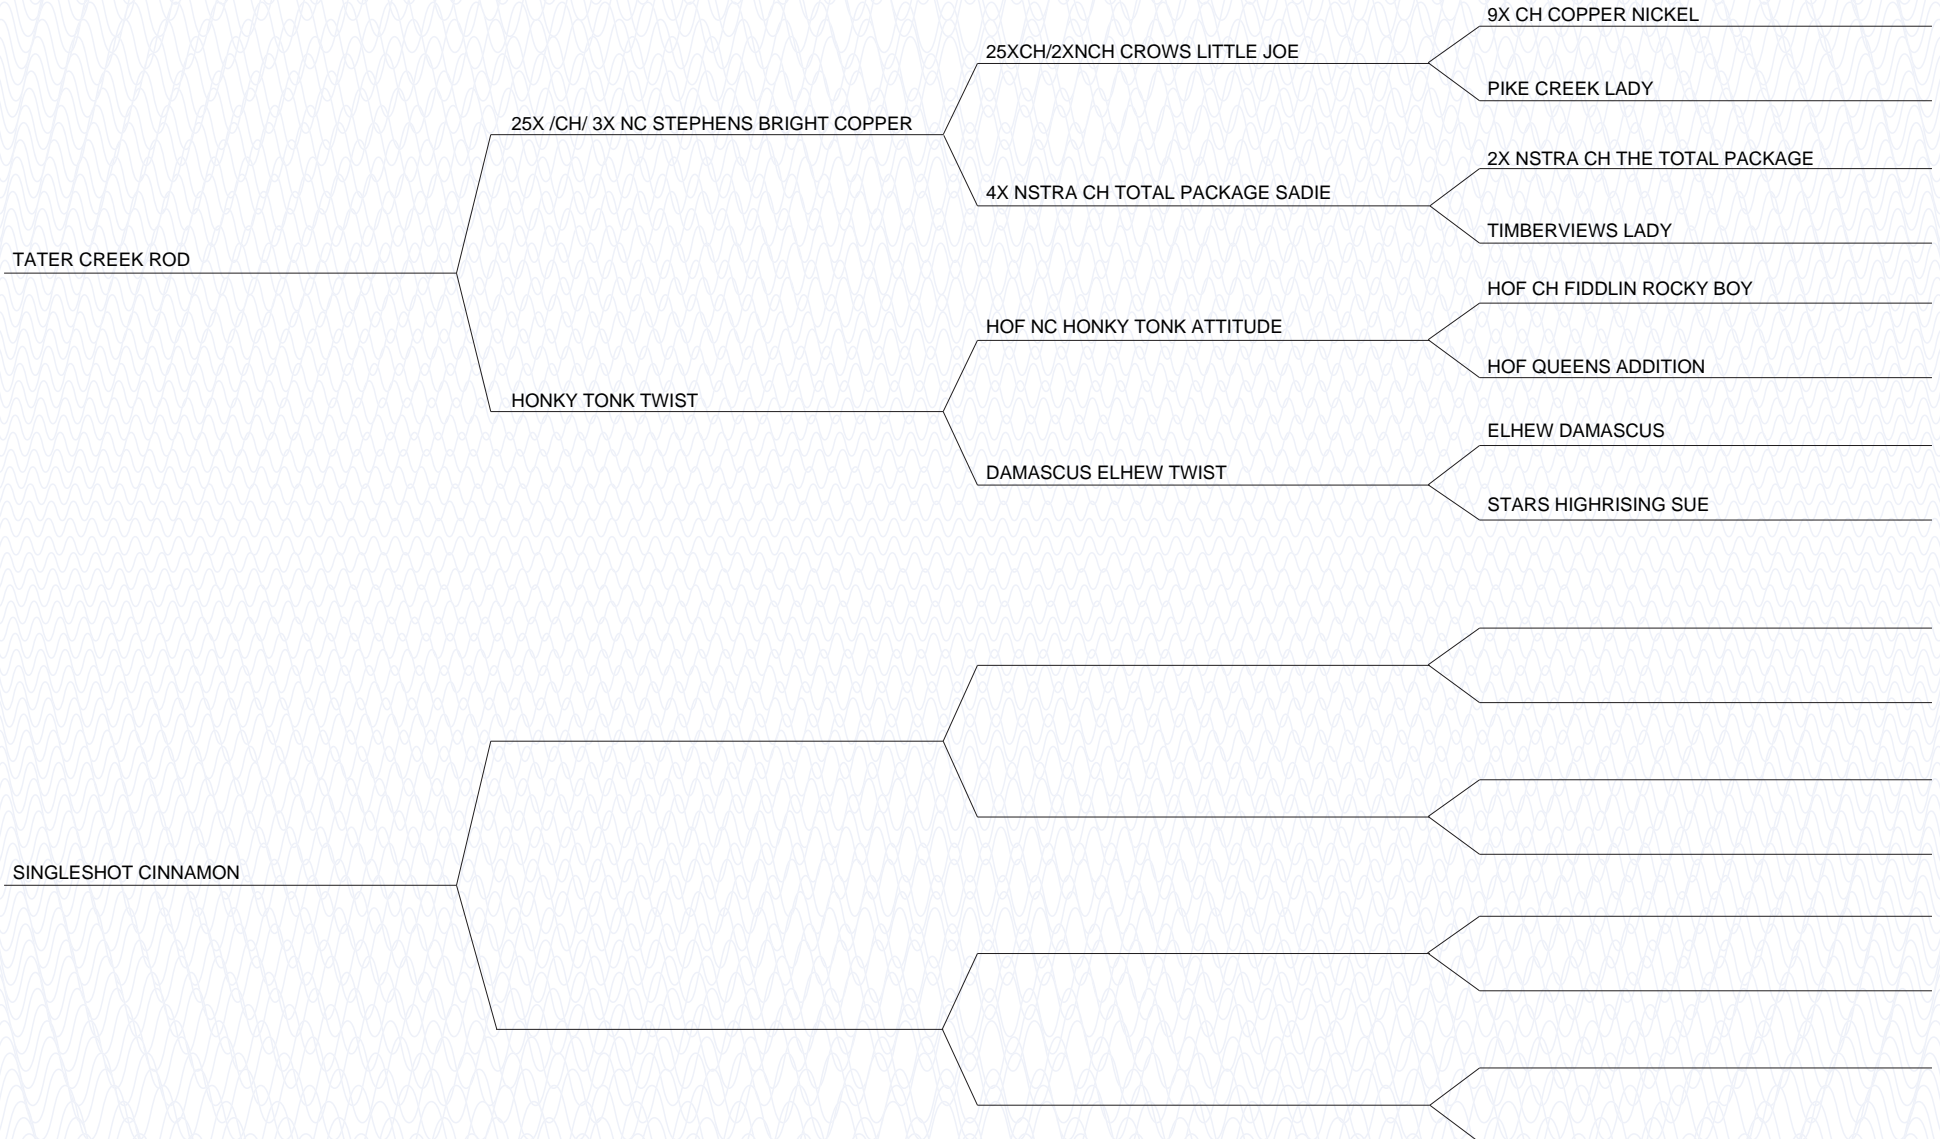 9X CH COPPER NICKEL
25XCH/2XNCH CROWS LITTLE JOE
PIKE CREEK LADY
25X /CH/ 3X NC STEPHENS BRIGHT COPPER
2X NSTRA CH THE TOTAL PACKAGE
4X NSTRA CH TOTAL PACKAGE SADIE
TIMBERVIEWS LADY
TATER CREEK ROD
HOF CH FIDDLIN ROCKY BOY
HOF NC HONKY TONK ATTITUDE
HOF QUEENS ADDITION
HONKY TONK TWIST
ELHEW DAMASCUS
DAMASCUS ELHEW TWIST
STARS HIGHRISING SUE
SINGLESHOT CINNAMON